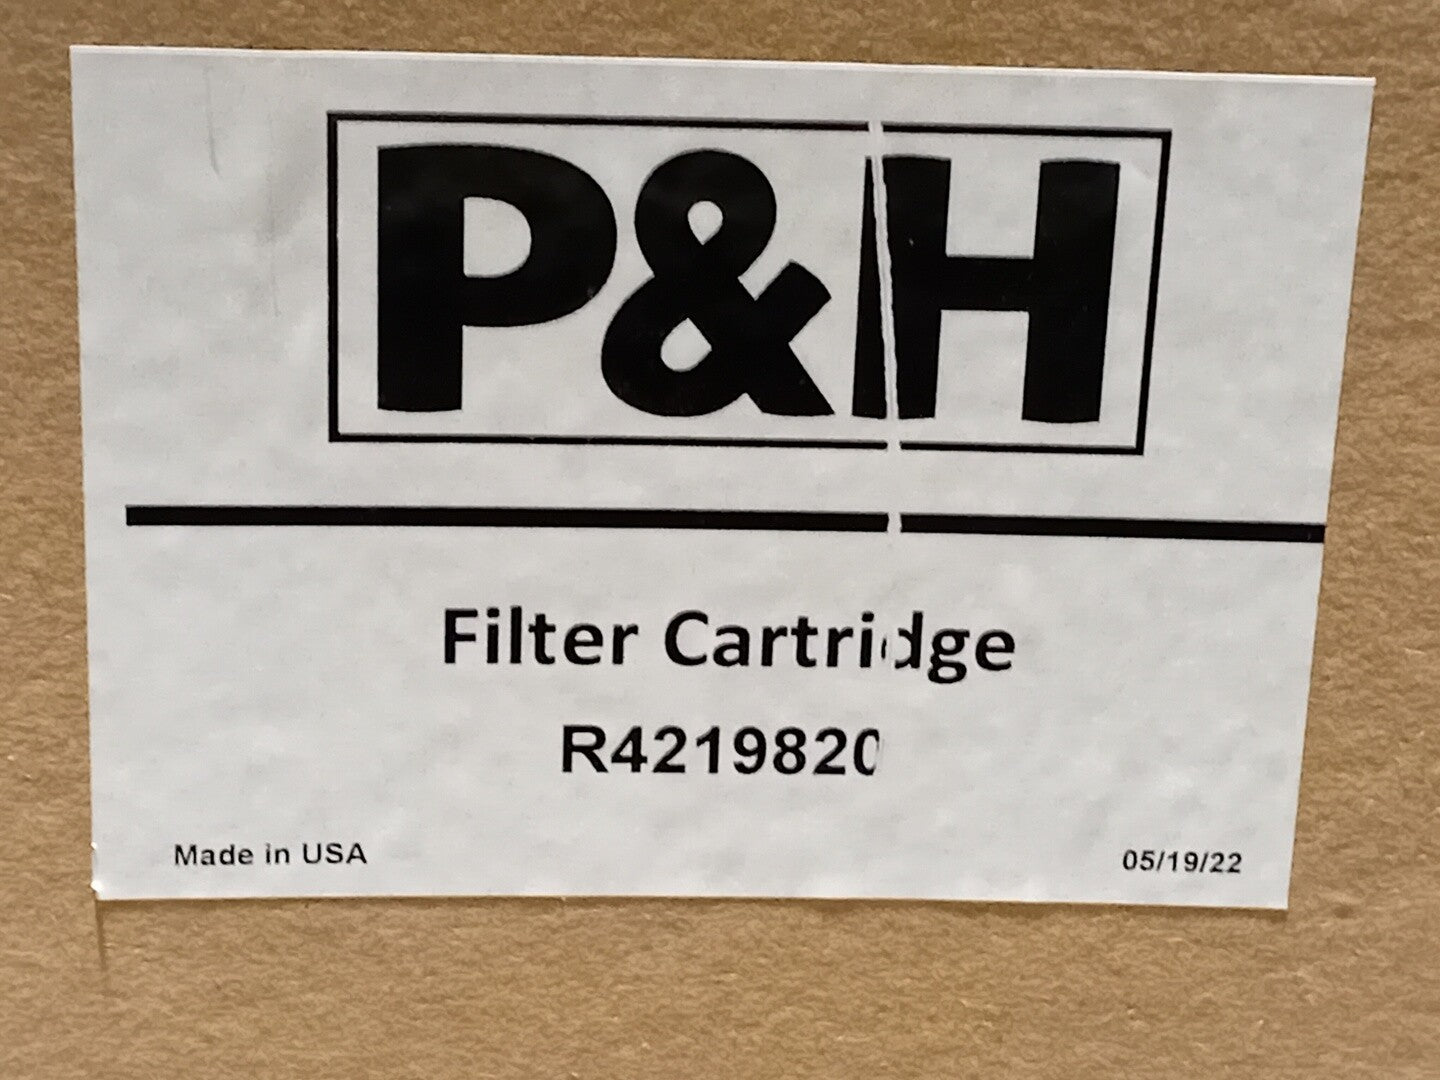 P&H
Filter Cartridge
R4219820
Made in USA
05/19/22